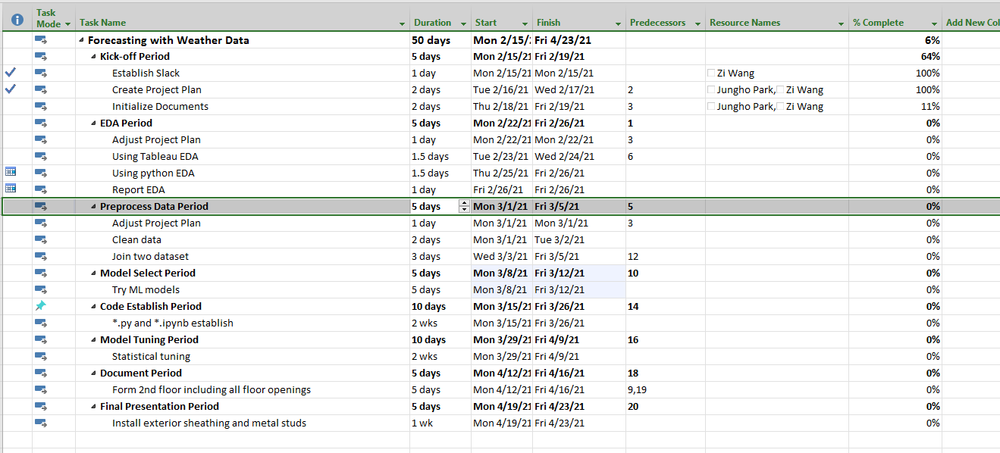 Task Mode Task Name Duration Start Finish Predecessors Resource Names % Complete Add New Col
Forecasting with Weather Data 50 days Mon 2/15/ Fri 4/23/21 6%
Kick-off Period 5 days Mon 2/15/21 Fri 2/19/21 64%
Establish Slack 1 day Mon 2/15/21 Mon 2/15/21 Zi Wang 100%
Create Project Plan 2 days Tue 2/16/21 Wed 2/17/21 2 Jungho Park, Zi Wang 100%
Initialize Documents 2 days Thu 2/18/21 Fri 2/19/21 3 Jungho Park, Zi Wang 11%
EDA Period 5 days Mon 2/22/21 Fri 2/26/21 1 0%
Adjust Project Plan 1 day Mon 2/22/21 Mon 2/22/21 3 0%
Using Tableau EDA 1.5 days Tue 2/23/21 Wed 2/24/21 6 0%
Using python EDA 1.5 days Thu 2/25/21 Fri 2/26/21 0%
Report EDA 1 day Fri 2/26/21 Fri 2/26/21 0%
Preprocess Data Period 5 days Mon 3/1/21 Fri 3/5/21 5 0%
Adjust Project Plan 1 day Mon 3/1/21 Mon 3/1/21 3 0%
Clean data 2 days Mon 3/1/21 Tue 3/2/21 0%
Join two dataset 3 days Wed 3/3/21 Fri 3/5/21 12 0%
Model Select Period 5 days Mon 3/8/21 Fri 3/12/21 10 0%
Try ML models 5 days Mon 3/8/21 Fri 3/12/21 0%
Code Establish Period 10 days Mon 3/15/21 Fri 3/26/21 14 0%
*.py and *.ipynb establish 2 wks Mon 3/15/21 Fri 3/26/21 0%
Model Tuning Period 10 days Mon 3/29/21 Fri 4/9/21 16 0%
Statistical tuning 2 wks Mon 3/29/21 Fri 4/9/21 0%
Document Period 5 days Mon 4/12/21 Fri 4/16/21 18 0%
Form 2nd floor including all floor openings 5 days Mon 4/12/21 Fri 4/16/21 9,19 0%
Final Presentation Period 5 days Mon 4/19/21 Fri 4/23/21 20 0%
Install exterior sheathing and metal studs 1 wk Mon 4/19/21 Fri 4/23/21 0%